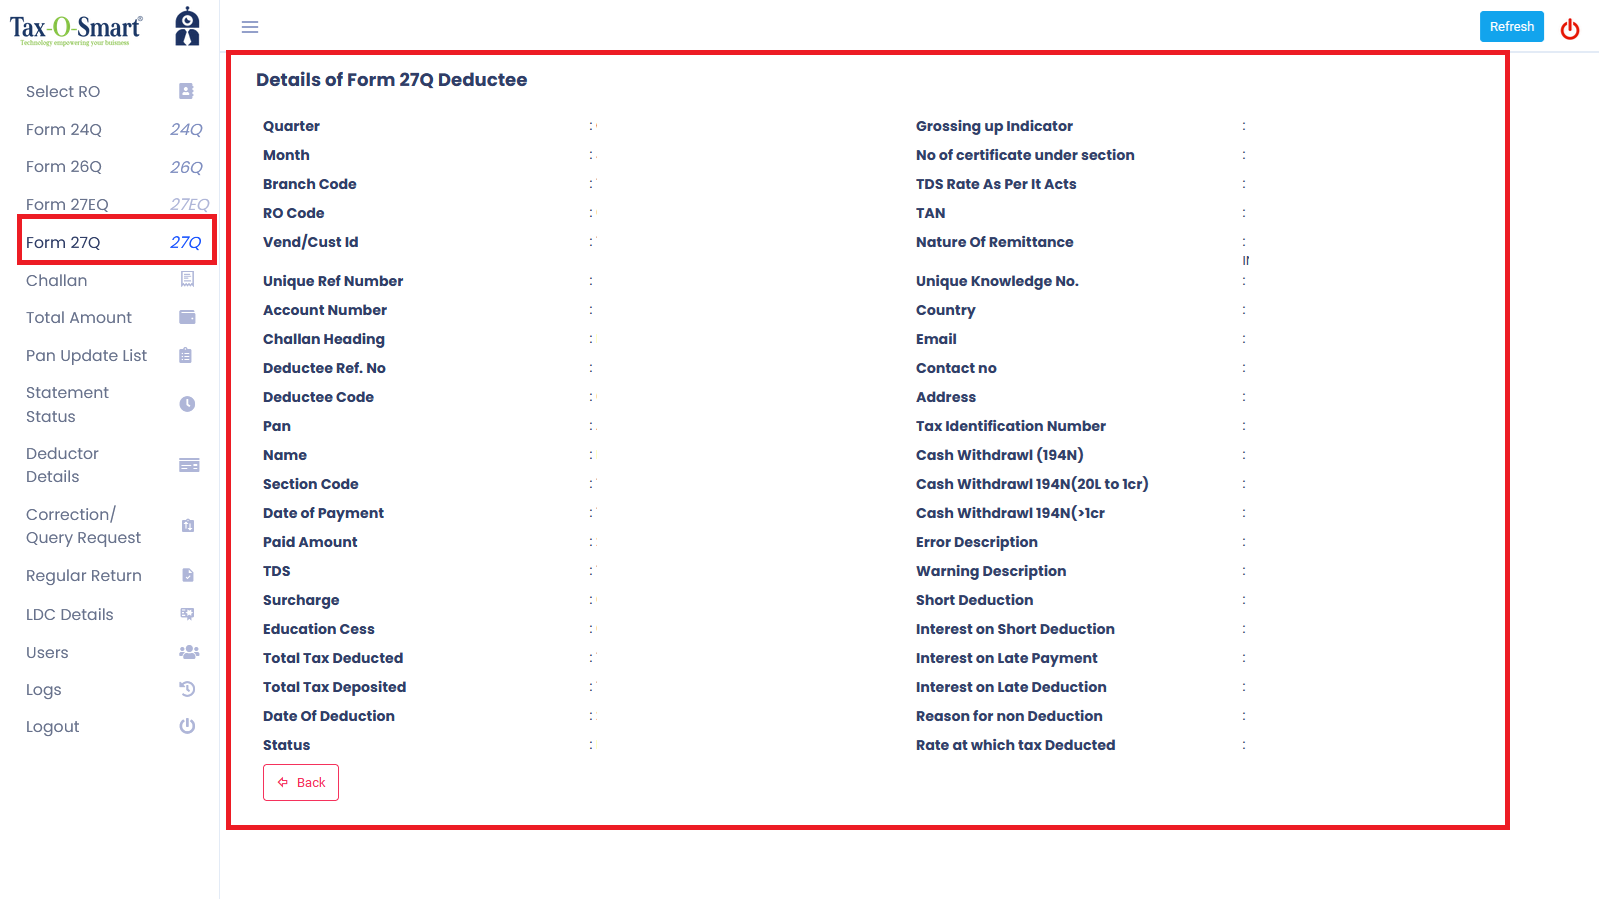 Tax-O-Smart®
Technology empowering your buisness
Refresh
Select RO
Form 24Q 24Q
Form 26Q 26Q
Form 27EQ 27EQ
Form 27Q 27Q
Challan
Total Amount
Pan Update List
Statement
Status
Deductor
Details
Correction/
Query Request
Regular Return
LDC Details
Users
Logs
Logout
Details of Form 27Q Deductee
Quarter :
Month :
Branch Code :
RO Code :
Vend/Cust Id :
Unique Ref Number :
Account Number :
Challan Heading :
Deductee Ref. No :
Deductee Code :
Pan :
Name :
Section Code :
Date of Payment :
Paid Amount :
TDS :
Surcharge :
Education Cess :
Total Tax Deducted :
Total Tax Deposited :
Date Of Deduction :
Status :
Grossing up Indicator :
No of certificate under section :
TDS Rate As Per It Acts :
TAN :
Nature Of Remittance :
Unique Knowledge No. :
Country :
Email :
Contact no :
Address :
Tax Identification Number :
Cash Withdrawl (194N) :
Cash Withdrawl 194N(20L to 1cr) :
Cash Withdrawl 194N(>1cr :
Error Description :
Warning Description :
Short Deduction :
Interest on Short Deduction :
Interest on Late Payment :
Interest on Late Deduction :
Reason for non Deduction :
Rate at which tax Deducted :
Back